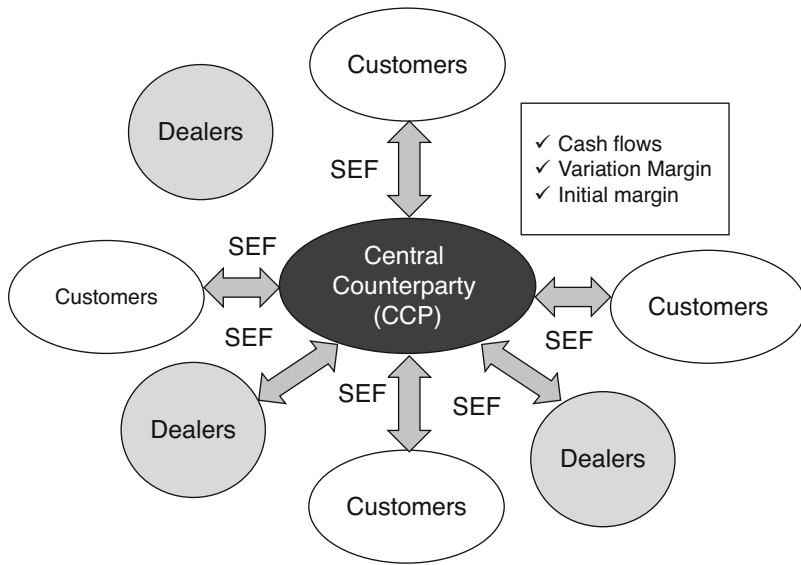 Customers
Dealers
✓ Cash flows
✓ Variation Margin
✓ Initial margin
SEF
SEF
Customers
Central
Counterparty
(CCP)
Customers
SEF
SEF
SEF
SEF
Dealers
Dealers
Customers